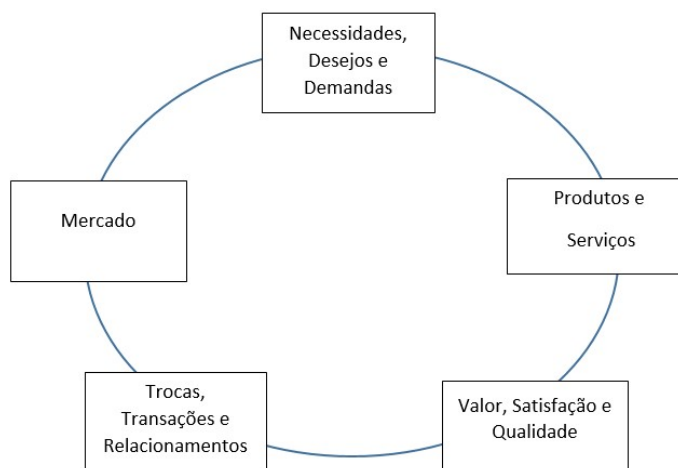 Necessidades,
Desejos e
Demandas
Mercado
Produtos e
Serviços
Trocas,
Transações e
Relacionamentos
Valor, Satisfação e
Qualidade